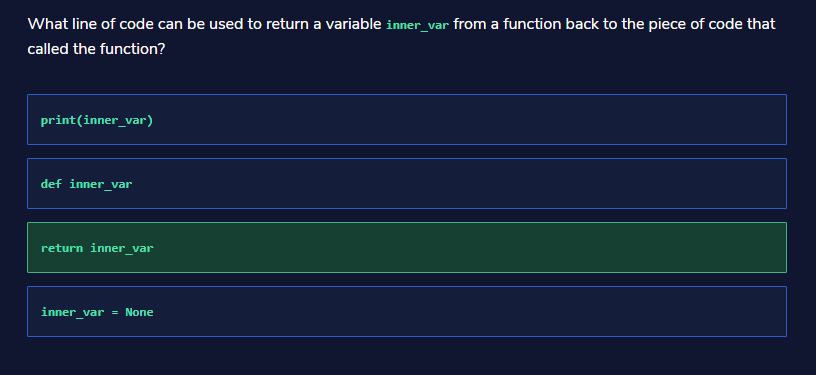 What line of code can be used to return a variable inner_var from a function back to the piece of code that
called the function?
print(inner_var)
def inner_var
return inner_var
inner_var = None